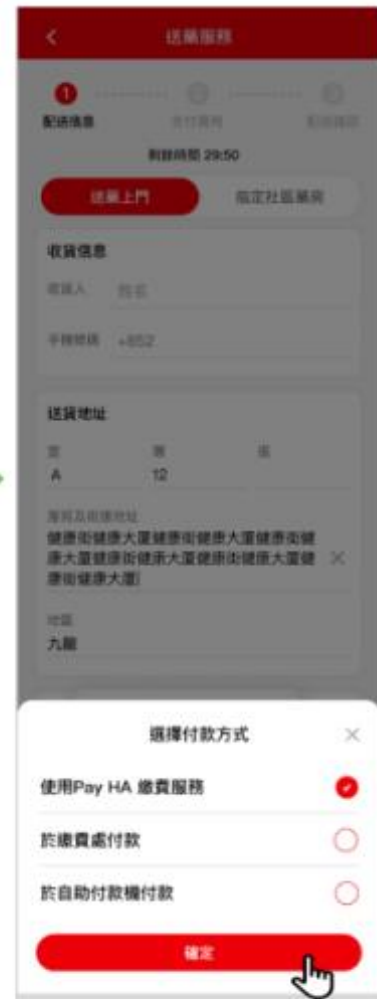 送藥服務
1
配送信息
剩餘時間 29:50
送藥上門
指定社區藥房
收貨信息
收貨人 姓名
手機號碼 +852
送貨地址
室 樓 座
A 12
屋苑及街道地址
健康街健康大廈健康街健康大廈健康街健
康大廈健康街健康大廈健康街健康大廈健
康街健康大廈
地區
九龍
選擇付款方式
使用Pay HA 繳費服務
於繳費處付款
於自助付款機付款
確定